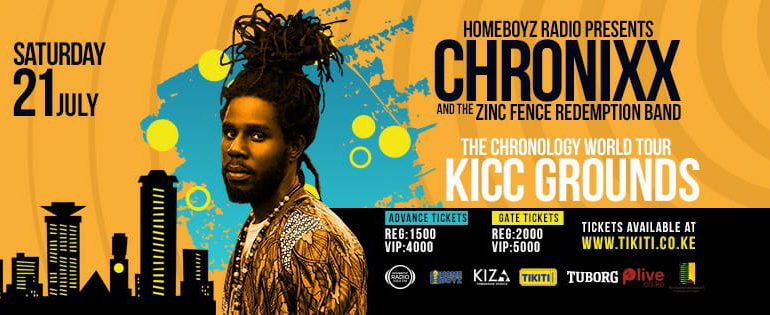 SATURDAY
21 JULY
HOMEBOYZ RADIO PRESENTS
CHRONIXX
AND THE ZINC FENCE REDEMPTION BAND
THE CHRONOLOGY WORLD TOUR
KICC GROUNDS
ADVANCE TICKETS
REG:1500
VIP:4000
GATE TICKETS
REG:2000
VIP:5000
TICKETS AVAILABLE AT
WWW.TIKITI.CO.KE
RADIO
KIZA
TIKITI
TUBORG
Plive